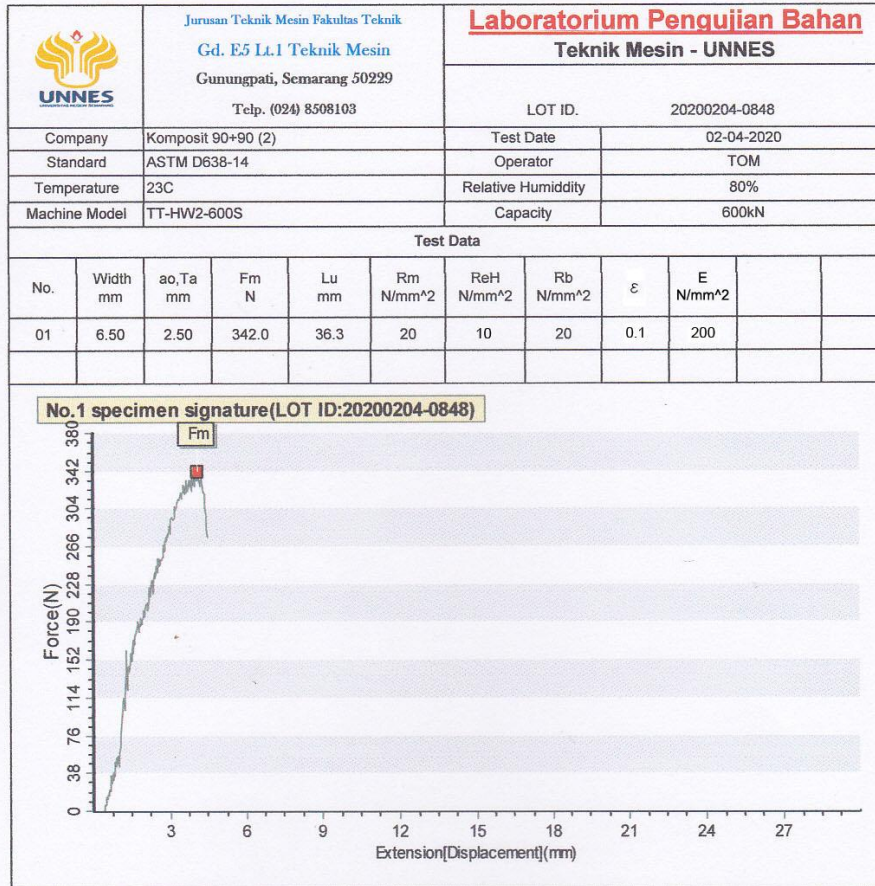 UNNES
Jurusan Teknik Mesin Fakultas Teknik
Gd. E5 Lt.1 Teknik Mesin
Gunungpati, Semarang 50229
Telp. (024) 8508103
Laboratorium Pengujian Bahan
Teknik Mesin - UNNES
LOT ID. 20200204-0848
Company Komposit 90+90 (2) Test Date 02-04-2020
Standard ASTM D638-14 Operator TOM
Temperature 23C Relative Humiddity 80%
Machine Model TT-HW2-600S Capacity 600kN
Test Data
No. Width mm ao,Ta mm Fm N Lu mm Rm N/mm^2 ReH N/mm^2 Rb N/mm^2 ε E N/mm^2
01 6.50 2.50 342.0 36.3 20 10 20 0.1 200
No.1 specimen signature(LOT ID:20200204-0848)
Fm
Force(N)
380
342
304
266
228
190
152
114
76
38
0
3 6 9 12 15 18 21 24 27
Extension[Displacement](mm)